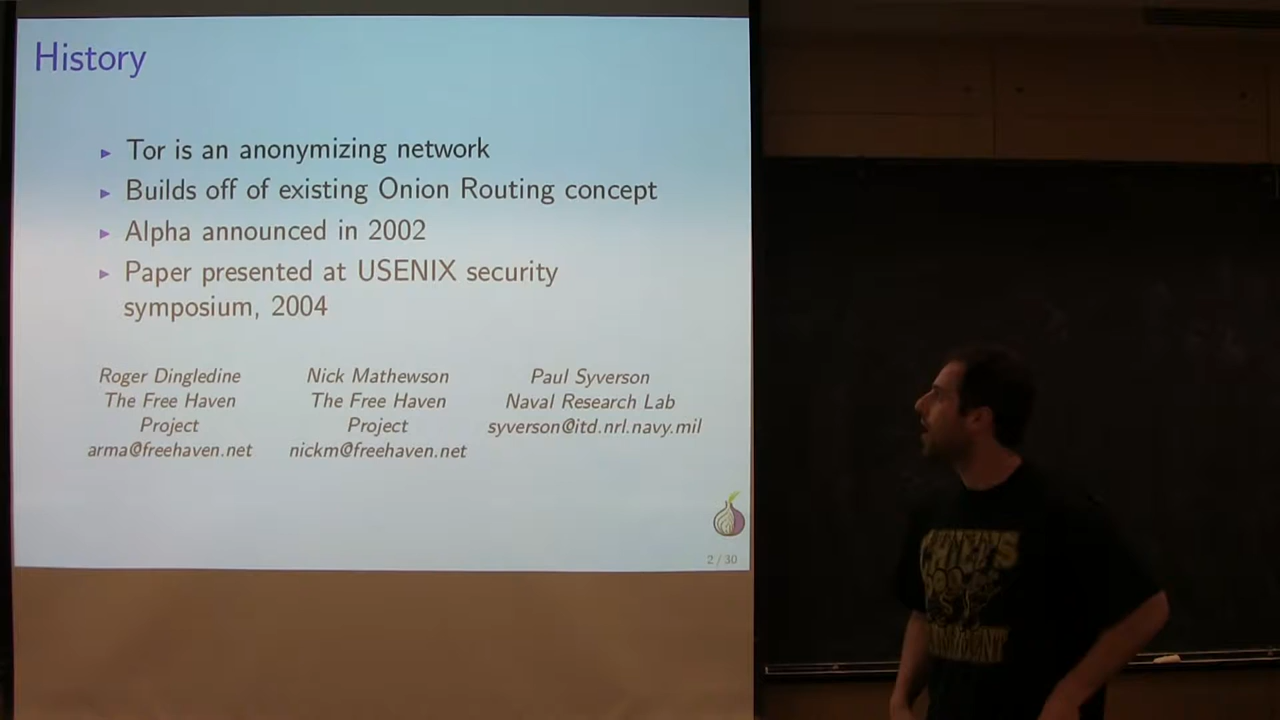 History
Tor is an anonymizing network
Builds off of existing Onion Routing concept
Alpha announced in 2002
Paper presented at USENIX security
symposium, 2004
Roger Dingledine
The Free Haven
Project
arma@freehaven.net
Nick Mathewson
The Free Haven
Project
nickm@freehaven.net
Paul Syverson
Naval Research Lab
syverson@itd.nrl.navy.mil
2 / 30